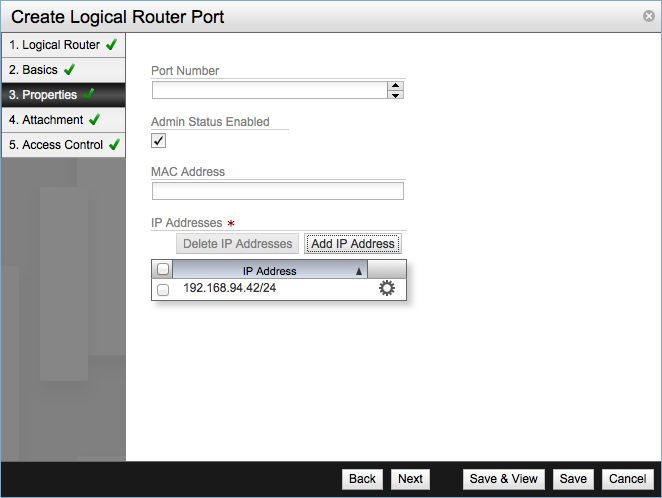 Create Logical Router Port
1. Logical Router
2. Basics
3. Properties
4. Attachment
5. Access Control
Port Number
Admin Status Enabled
MAC Address
IP Addresses *
Delete IP Addresses Add IP Address
IP Address
192.168.94.42/24
Back Next Save & View Save Cancel